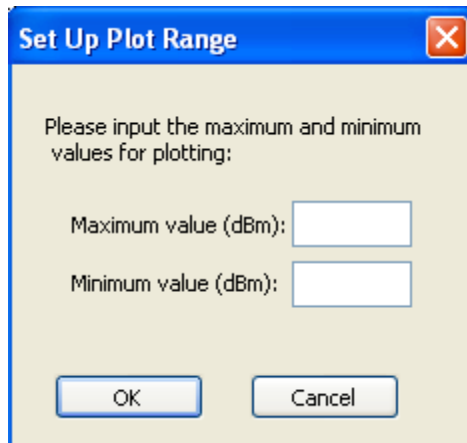 Set Up Plot Range
Please input the maximum and minimum
values for plotting:
Maximum value (dBm):
Minimum value (dBm):
OK
Cancel